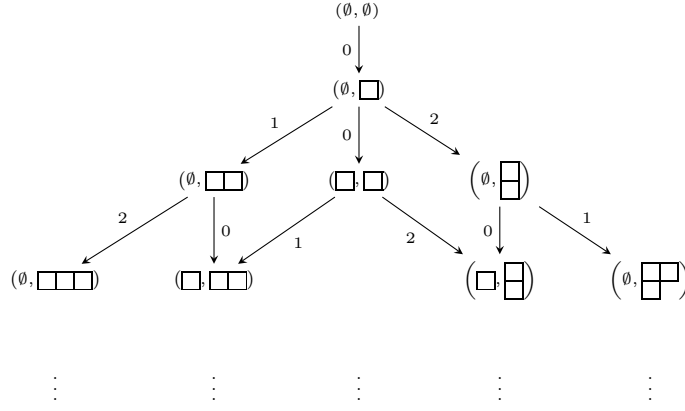 (∅, ∅)
0
(∅, □)
1 0 2
(∅, □□) (□, □) (∅, □/□)
2 0 1 2 0 1
(∅, □□□) (□, □□) (□, □/□) (∅, □□/□)
⋮ ⋮ ⋮ ⋮ ⋮